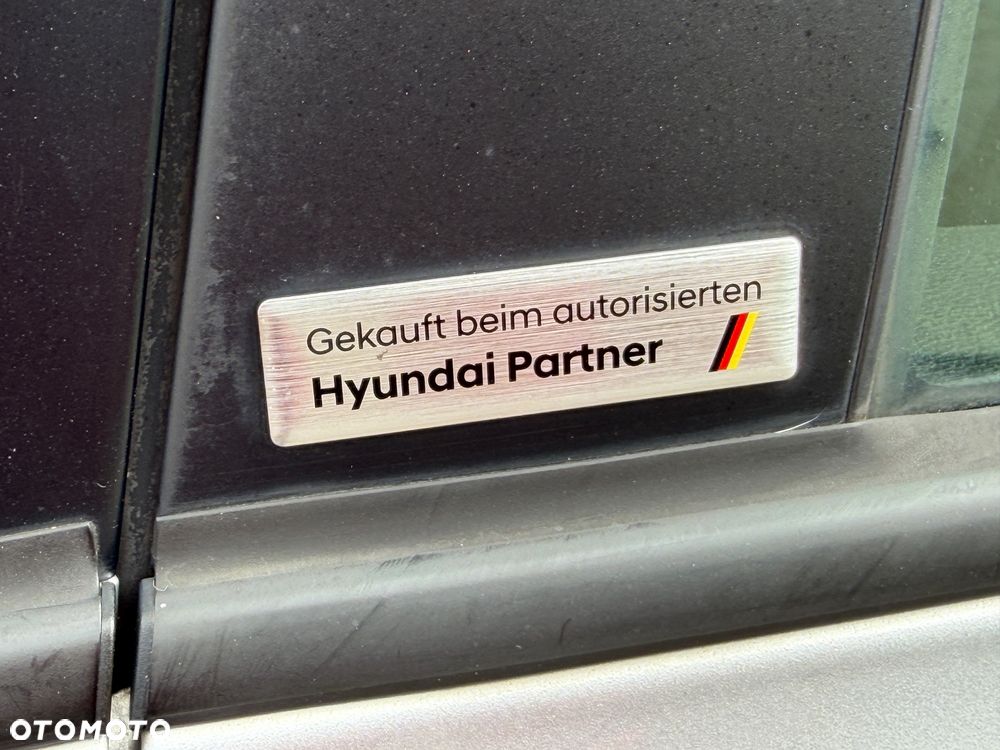 Gekauft beim autorisierten
Hyundai Partner
OTOMOTO